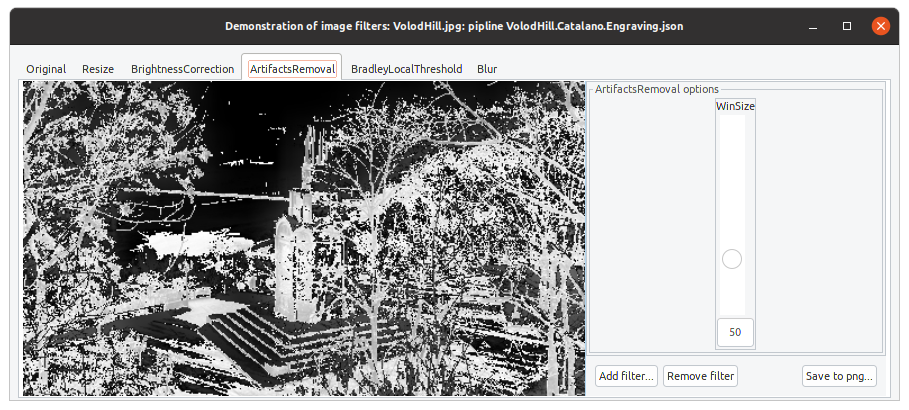 Demonstration of image filters: VolodHill.jpg: pipline VolodHill.Catalano.Engraving.json
Original Resize BrightnessCorrection ArtifactsRemoval BradleyLocalThreshold Blur
ArtifactsRemoval options
WinSize
50
Add filter... Remove filter Save to png...